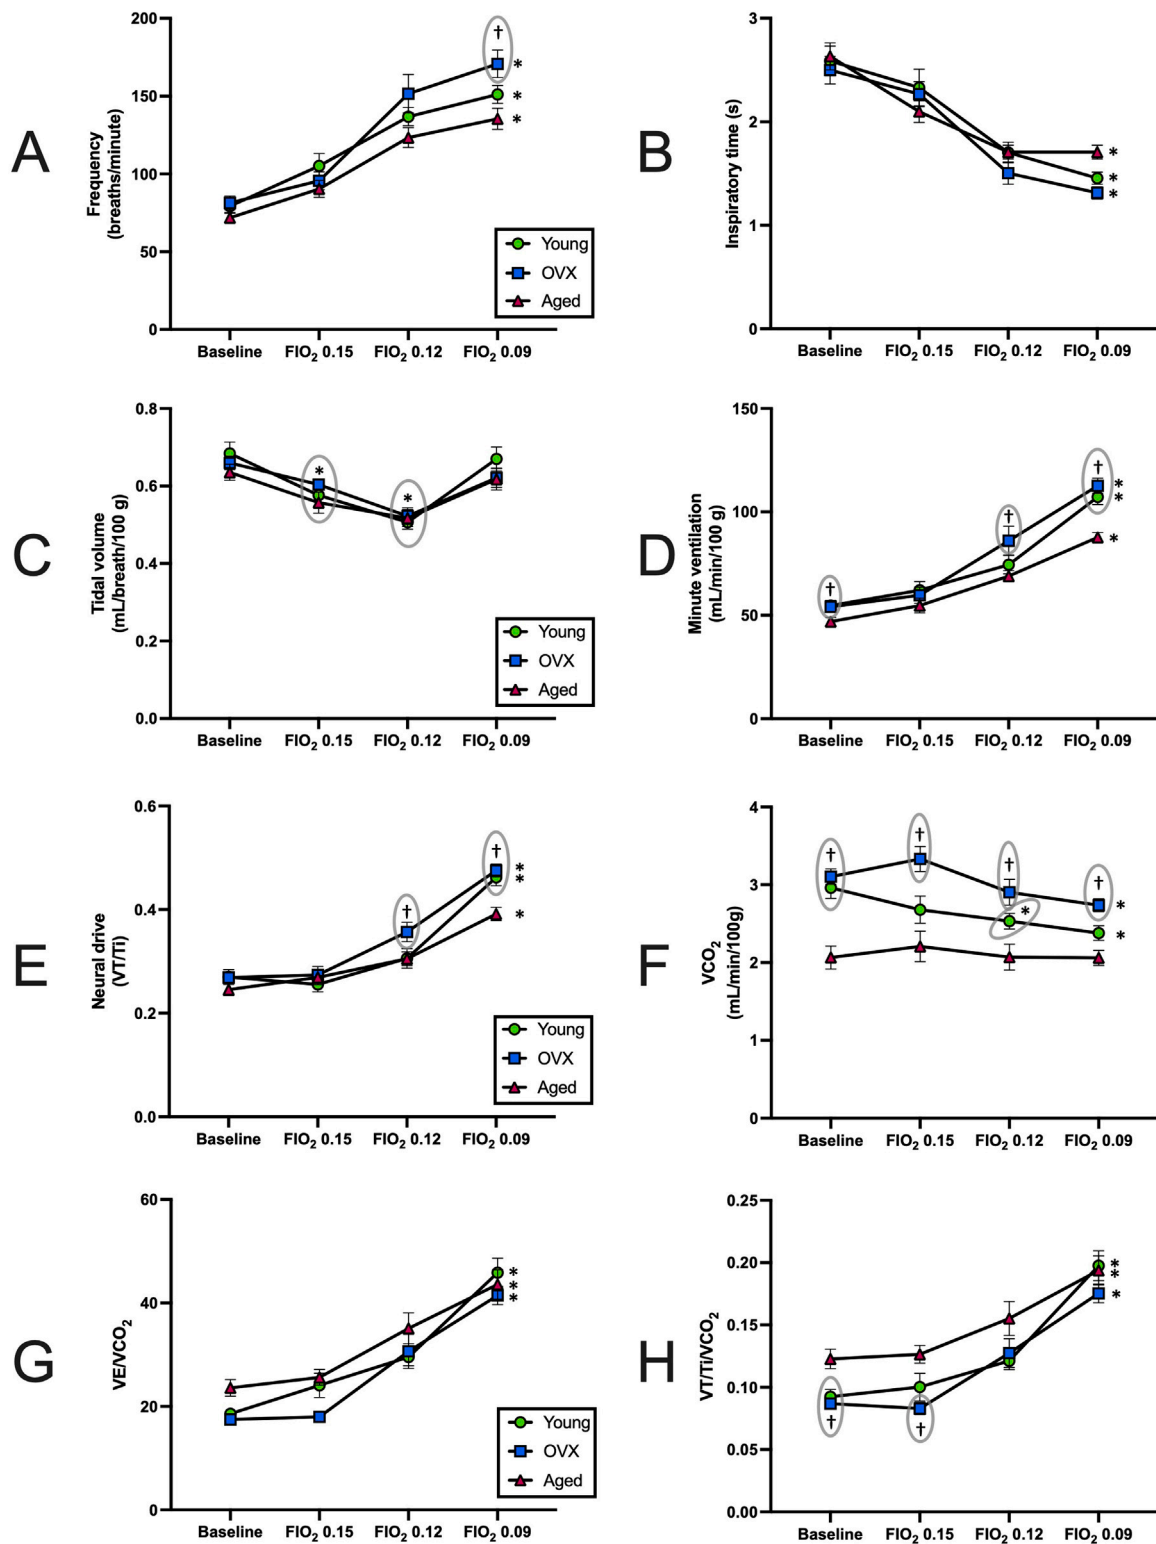 A
Frequency
(breaths/minute)
200
150
100
50
0
†
*
*
*
Young
OVX
Aged
Baseline FIO₂ 0.15 FIO₂ 0.12 FIO₂ 0.09
B
Inspiratory time (s)
3
2
1
0
*
*
*
Baseline FIO₂ 0.15 FIO₂ 0.12 FIO₂ 0.09
C
Tidal volume
(mL/breath/100 g)
0.8
0.6
0.4
0.2
0.0
*
*
Young
OVX
Aged
Baseline FIO₂ 0.15 FIO₂ 0.12 FIO₂ 0.09
D
Minute ventilation
(mL/min/100 g)
150
100
50
0
†
†
†
*
*
*
Baseline FIO₂ 0.15 FIO₂ 0.12 FIO₂ 0.09
E
Neural drive
(VT/Ti)
0.6
0.4
0.2
0.0
†
†
*
*
*
Young
OVX
Aged
Baseline FIO₂ 0.15 FIO₂ 0.12 FIO₂ 0.09
F
VCO₂
(mL/min/100g)
4
3
2
1
0
†
†
†
†
*
*
*
Baseline FIO₂ 0.15 FIO₂ 0.12 FIO₂ 0.09
G
VE/VCO₂
60
40
20
0
*
*
*
Young
OVX
Aged
Baseline FIO₂ 0.15 FIO₂ 0.12 FIO₂ 0.09
H
VT/Ti/VCO₂
0.25
0.20
0.15
0.10
0.05
0.00
†
†
*
*
*
Baseline FIO₂ 0.15 FIO₂ 0.12 FIO₂ 0.09